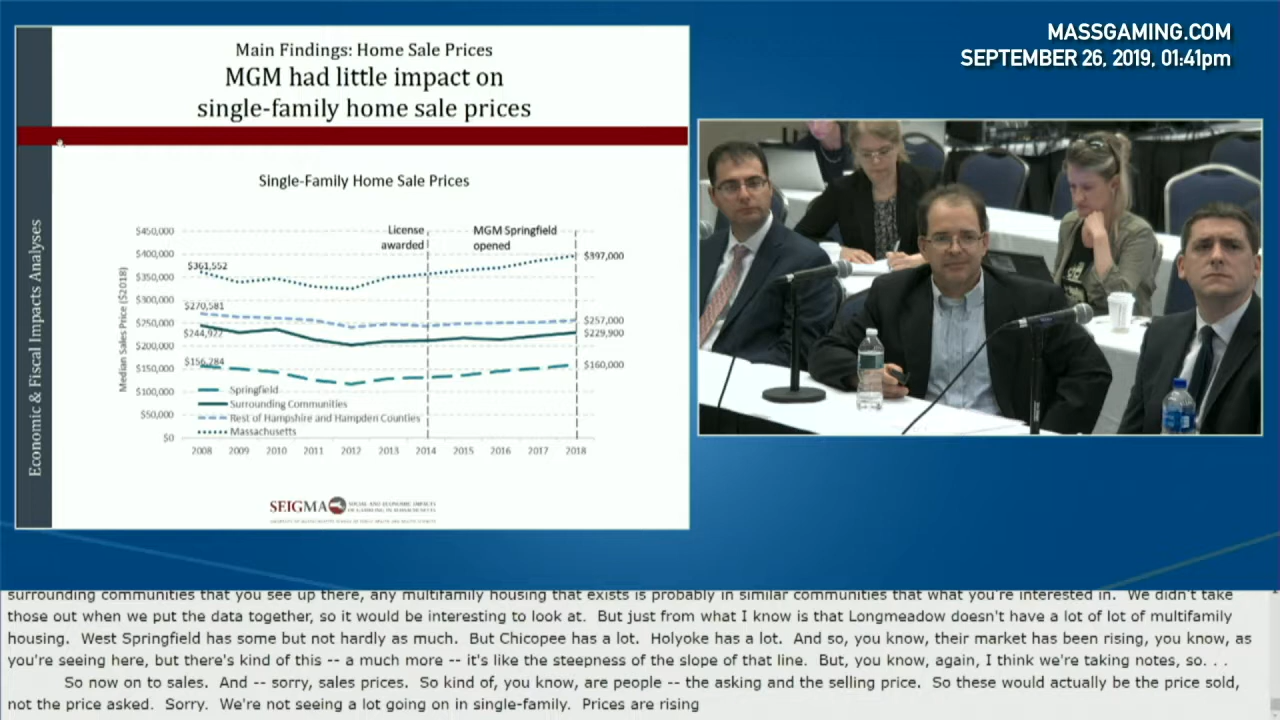 MASSGAMING.COM
SEPTEMBER 26, 2019, 01:41pm
Main Findings: Home Sale Prices
MGM had little impact on
single-family home sale prices
Economic & Fiscal Impacts Analyses
Single-Family Home Sale Prices
Median Sales Price ($2018)
$450,000
$400,000
$350,000
$300,000
$250,000
$200,000
$150,000
$100,000
$50,000
$0
License
awarded
MGM Springfield
opened
$361,552
$270,581
$244,927
$156,284
$397,000
$257,000
$229,900
$160,000
Springfield
Surrounding Communities
Rest of Hampshire and Hampden Counties
Massachusetts
2008 2009 2010 2011 2012 2013 2014 2015 2016 2017 2018
SEIGMA
SOCIAL AND ECONOMIC IMPACTS
OF GAMBLING IN MASSACHUSETTS
surrounding communities that you see up there, any multifamily housing that exists is probably in similar communities that what you're interested in. We didn't take
those out when we put the data together, so it would be interesting to look at. But just from what I know is that Longmeadow doesn't have a lot of lot of multifamily
housing. West Springfield has some but not hardly as much. But Chicopee has a lot. Holyoke has a lot. And so, you know, their market has been rising, you know, as
you're seeing here, but there's kind of this -- a much more -- it's like the steepness of the slope of that line. But, you know, again, I think we're taking notes, so. . .
So now on to sales. And -- sorry, sales prices. So kind of, you know, are people -- the asking and the selling price. So these would actually be the price sold,
not the price asked. Sorry. We're not seeing a lot going on in single-family. Prices are rising